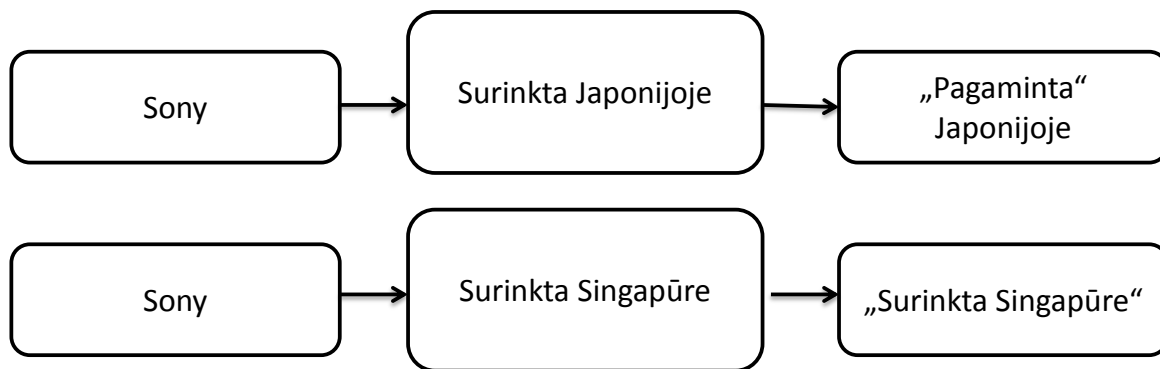 Sony
Surinkta Japonijoje
„Pagaminta“
Japonijoje
Sony
Surinkta Singapūre
„Surinkta Singapūre“